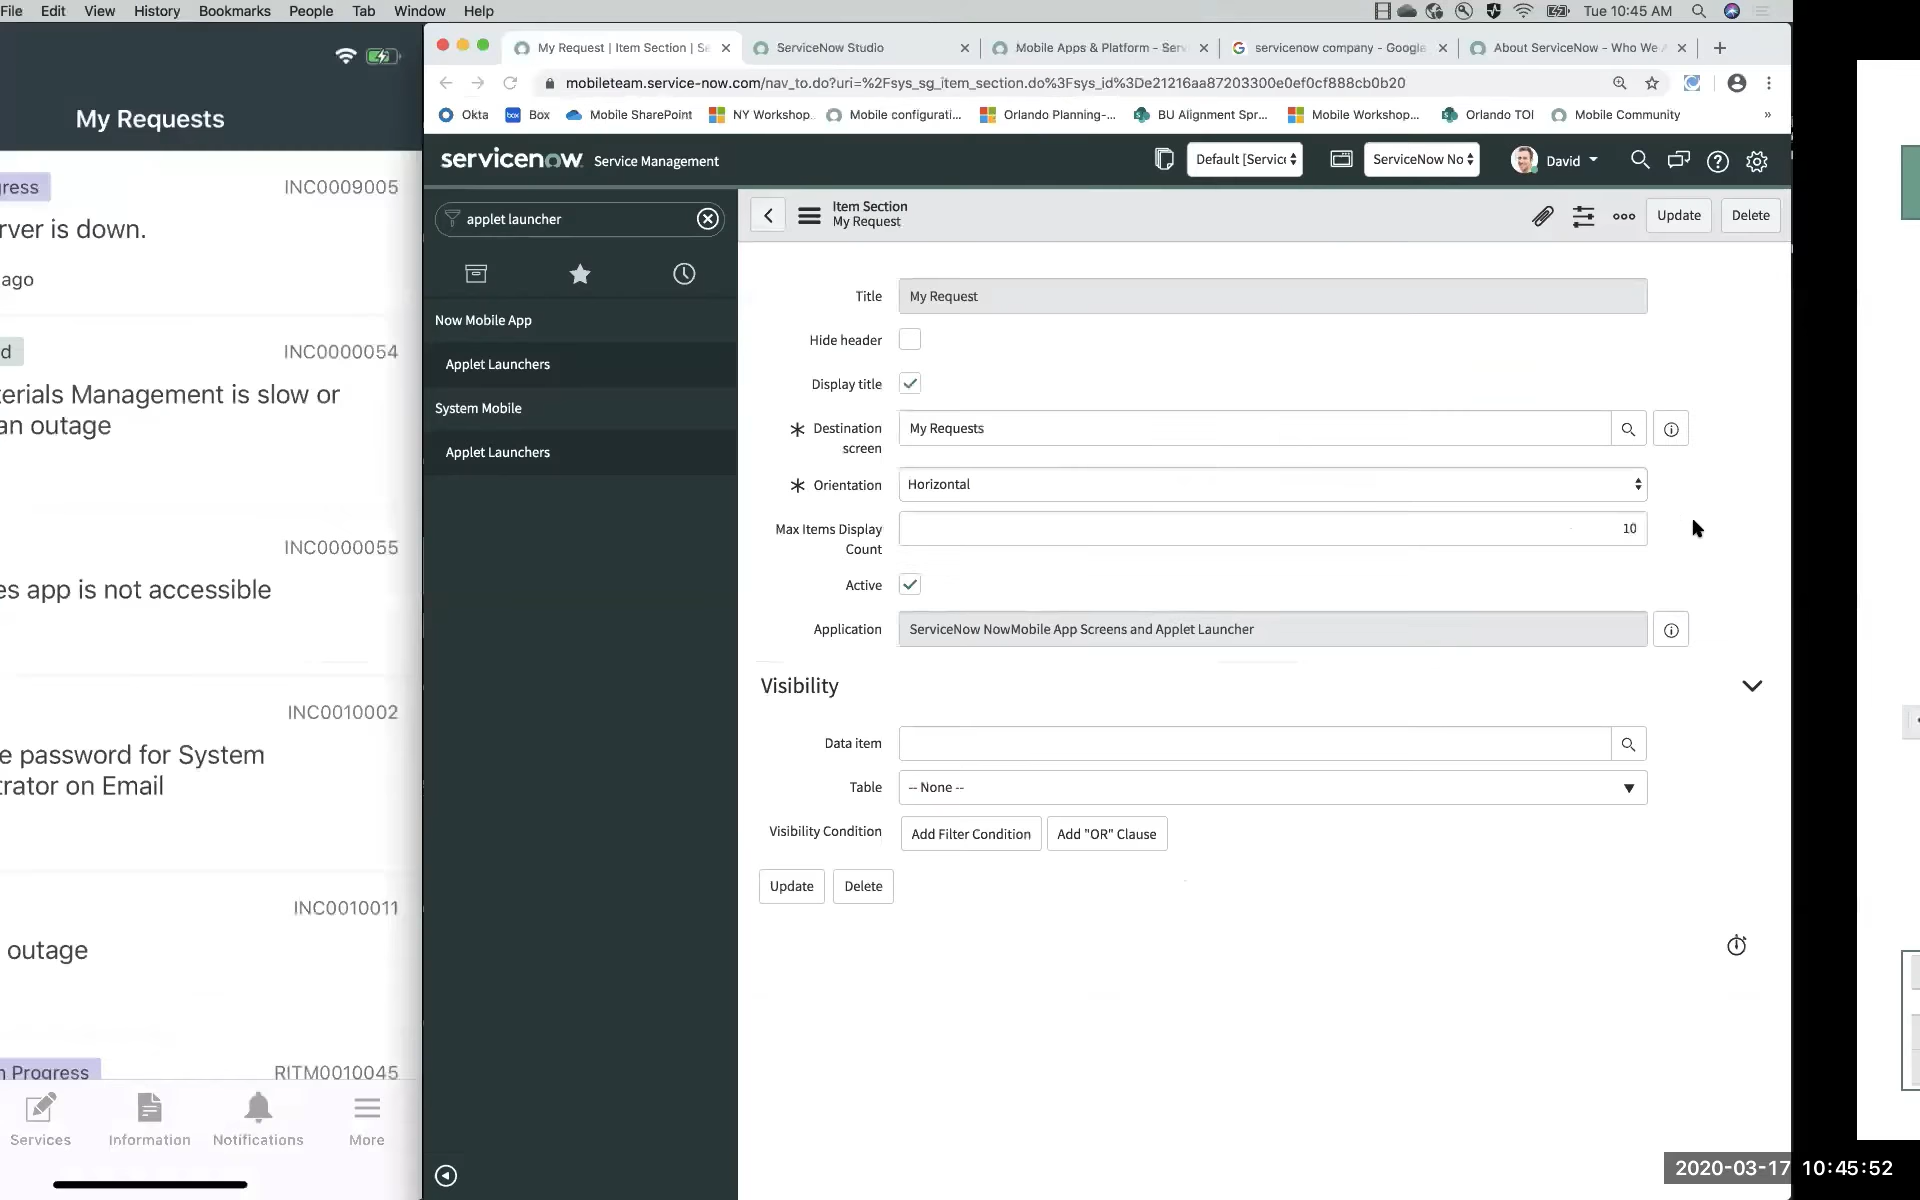 File Edit View History Bookmarks People Tab Window Help Tue 10:45 AM
My Requests
ress INC0009005
rver is down.
ago
d INC0000054
erials Management is slow or
an outage
INC0000055
es app is not accessible
INC0010002
e password for System
trator on Email
INC0010011
outage
n Progress RITM0010045
Services Information Notifications More
My Request | Item Section | Se ServiceNow Studio Mobile Apps & Platform - Serv servicenow company - Google About ServiceNow - Who We A
mobileteam.service-now.com/nav_to.do?uri=%2Fsys_sg_item_section.do%3Fsys_id%3De21216aa87203300e0ef0cf888cb0b20
Okta box Box Mobile SharePoint NY Workshop... Mobile configurati... Orlando Planning-... BU Alignment Spr... Mobile Workshop... Orlando TOI Mobile Community »
servicenow Service Management Default [Servic ServiceNow No David
applet launcher
Now Mobile App
Applet Launchers
System Mobile
Applet Launchers
Item Section
My Request
Update Delete
Title My Request
Hide header
Display title
Destination screen My Requests
Orientation Horizontal
Max Items Display Count 10
Active
Application ServiceNow NowMobile App Screens and Applet Launcher
Visibility
Data item
Table -- None --
Visibility Condition Add Filter Condition Add "OR" Clause
Update Delete
2020-03-17 10:45:52